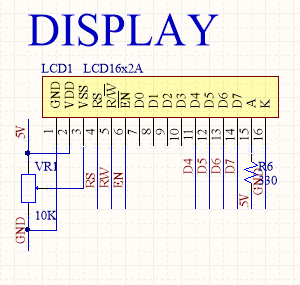 DISPLAY
LCD1 LCD16x2A
GND VDD VSS RS R/W EN D0 D1 D2 D3 D4 D5 D6 D7 A K
1 2 3 4 5 6 7 8 9 10 11 12 13 14 15 16
5V
VR1
10K
GND
RS R/W EN
D4 D5 D6 D7
R6
330
5V
GND